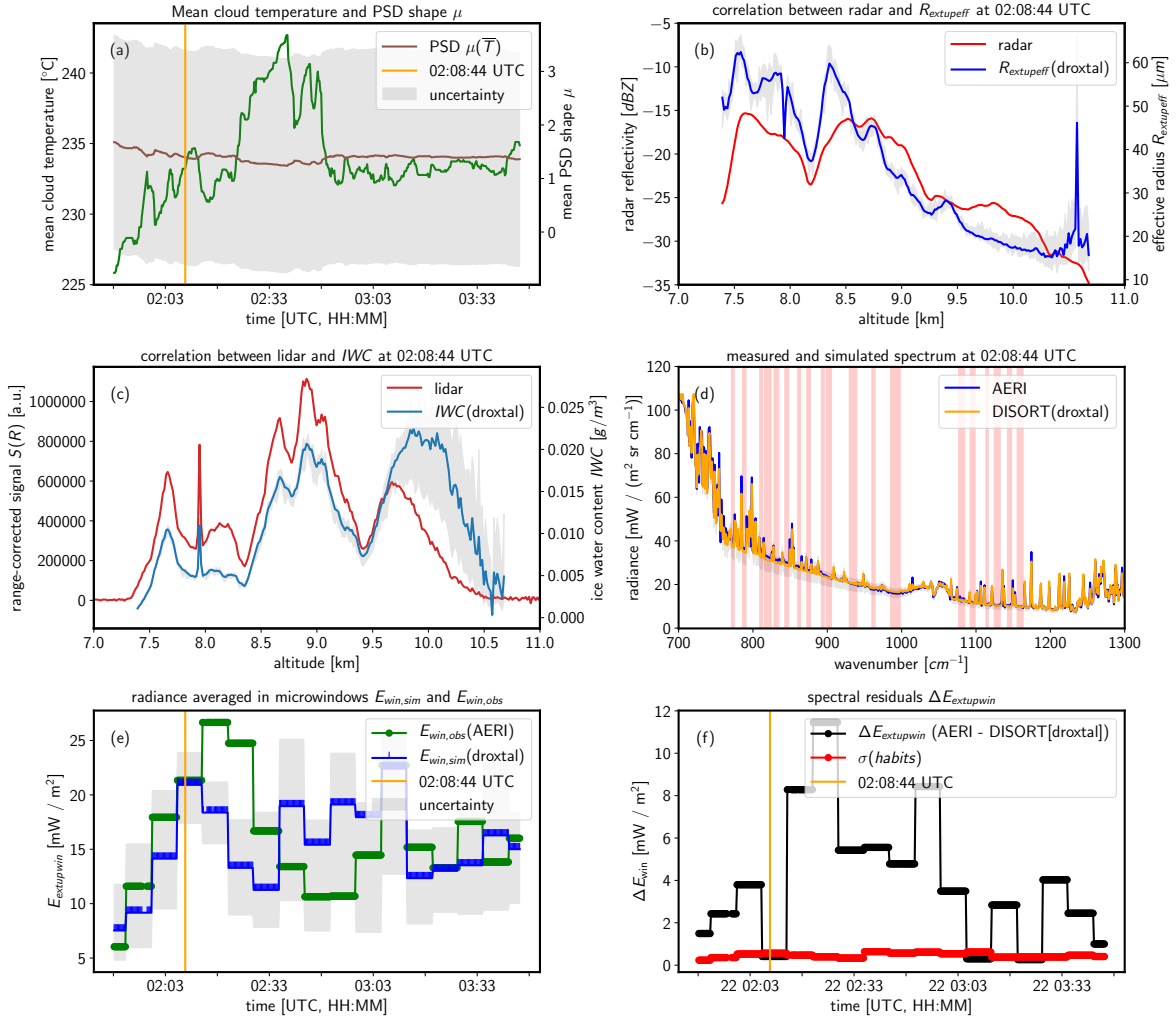 Mean cloud temperature and PSD shape μ
(a)
PSD μ(T̅)
02:08:44 UTC
uncertainty
240
235
230
225
3
2
1
0
mean cloud temperature [°C]
mean PSD shape μ
02:03
02:33
03:03
03:33
time [UTC, HH:MM]
correlation between radar and R_extupeff at 02:08:44 UTC
(b)
radar
R_extupeff(droxtal)
−5
−10
−15
−20
−25
−30
−35
60
50
40
30
20
10
radar reflectivity [dBZ]
effective radius R_extupeff [μm]
7.0
7.5
8.0
8.5
9.0
9.5
10.0
10.5
11.0
altitude [km]
correlation between lidar and IWC at 02:08:44 UTC
(c)
lidar
IWC(droxtal)
1000000
800000
600000
400000
200000
0
0.025
0.020
0.015
0.010
0.005
0.000
range-corrected signal S(R) [a.u.]
ice water content IWC [g/m³]
7.0
7.5
8.0
8.5
9.0
9.5
10.0
10.5
11.0
altitude [km]
measured and simulated spectrum at 02:08:44 UTC
(d)
AERI
DISORT(droxtal)
120
100
80
60
40
20
0
radiance [mW / (m² sr cm⁻¹)]
700
800
900
1000
1100
1200
1300
wavenumber [cm⁻¹]
radiance averaged in microwindows E_win,sim and E_win,obs
(e)
E_win,obs(AERI)
E_win,sim(droxtal)
02:08:44 UTC
uncertainty
25
20
15
10
5
E_extupwin [mW / m²]
02:03
02:33
03:03
03:33
time [UTC, HH:MM]
spectral residuals ΔE_extupwin
(f)
ΔE_extupwin (AERI - DISORT[droxtal])
σ(habits)
02:08:44 UTC
12
10
8
6
4
2
0
ΔE_win [mW / m²]
22 02:03
22 02:33
22 03:03
22 03:33
time [UTC, HH:MM]